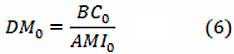 DM₀ = BC₀ / AMI₀ (6)